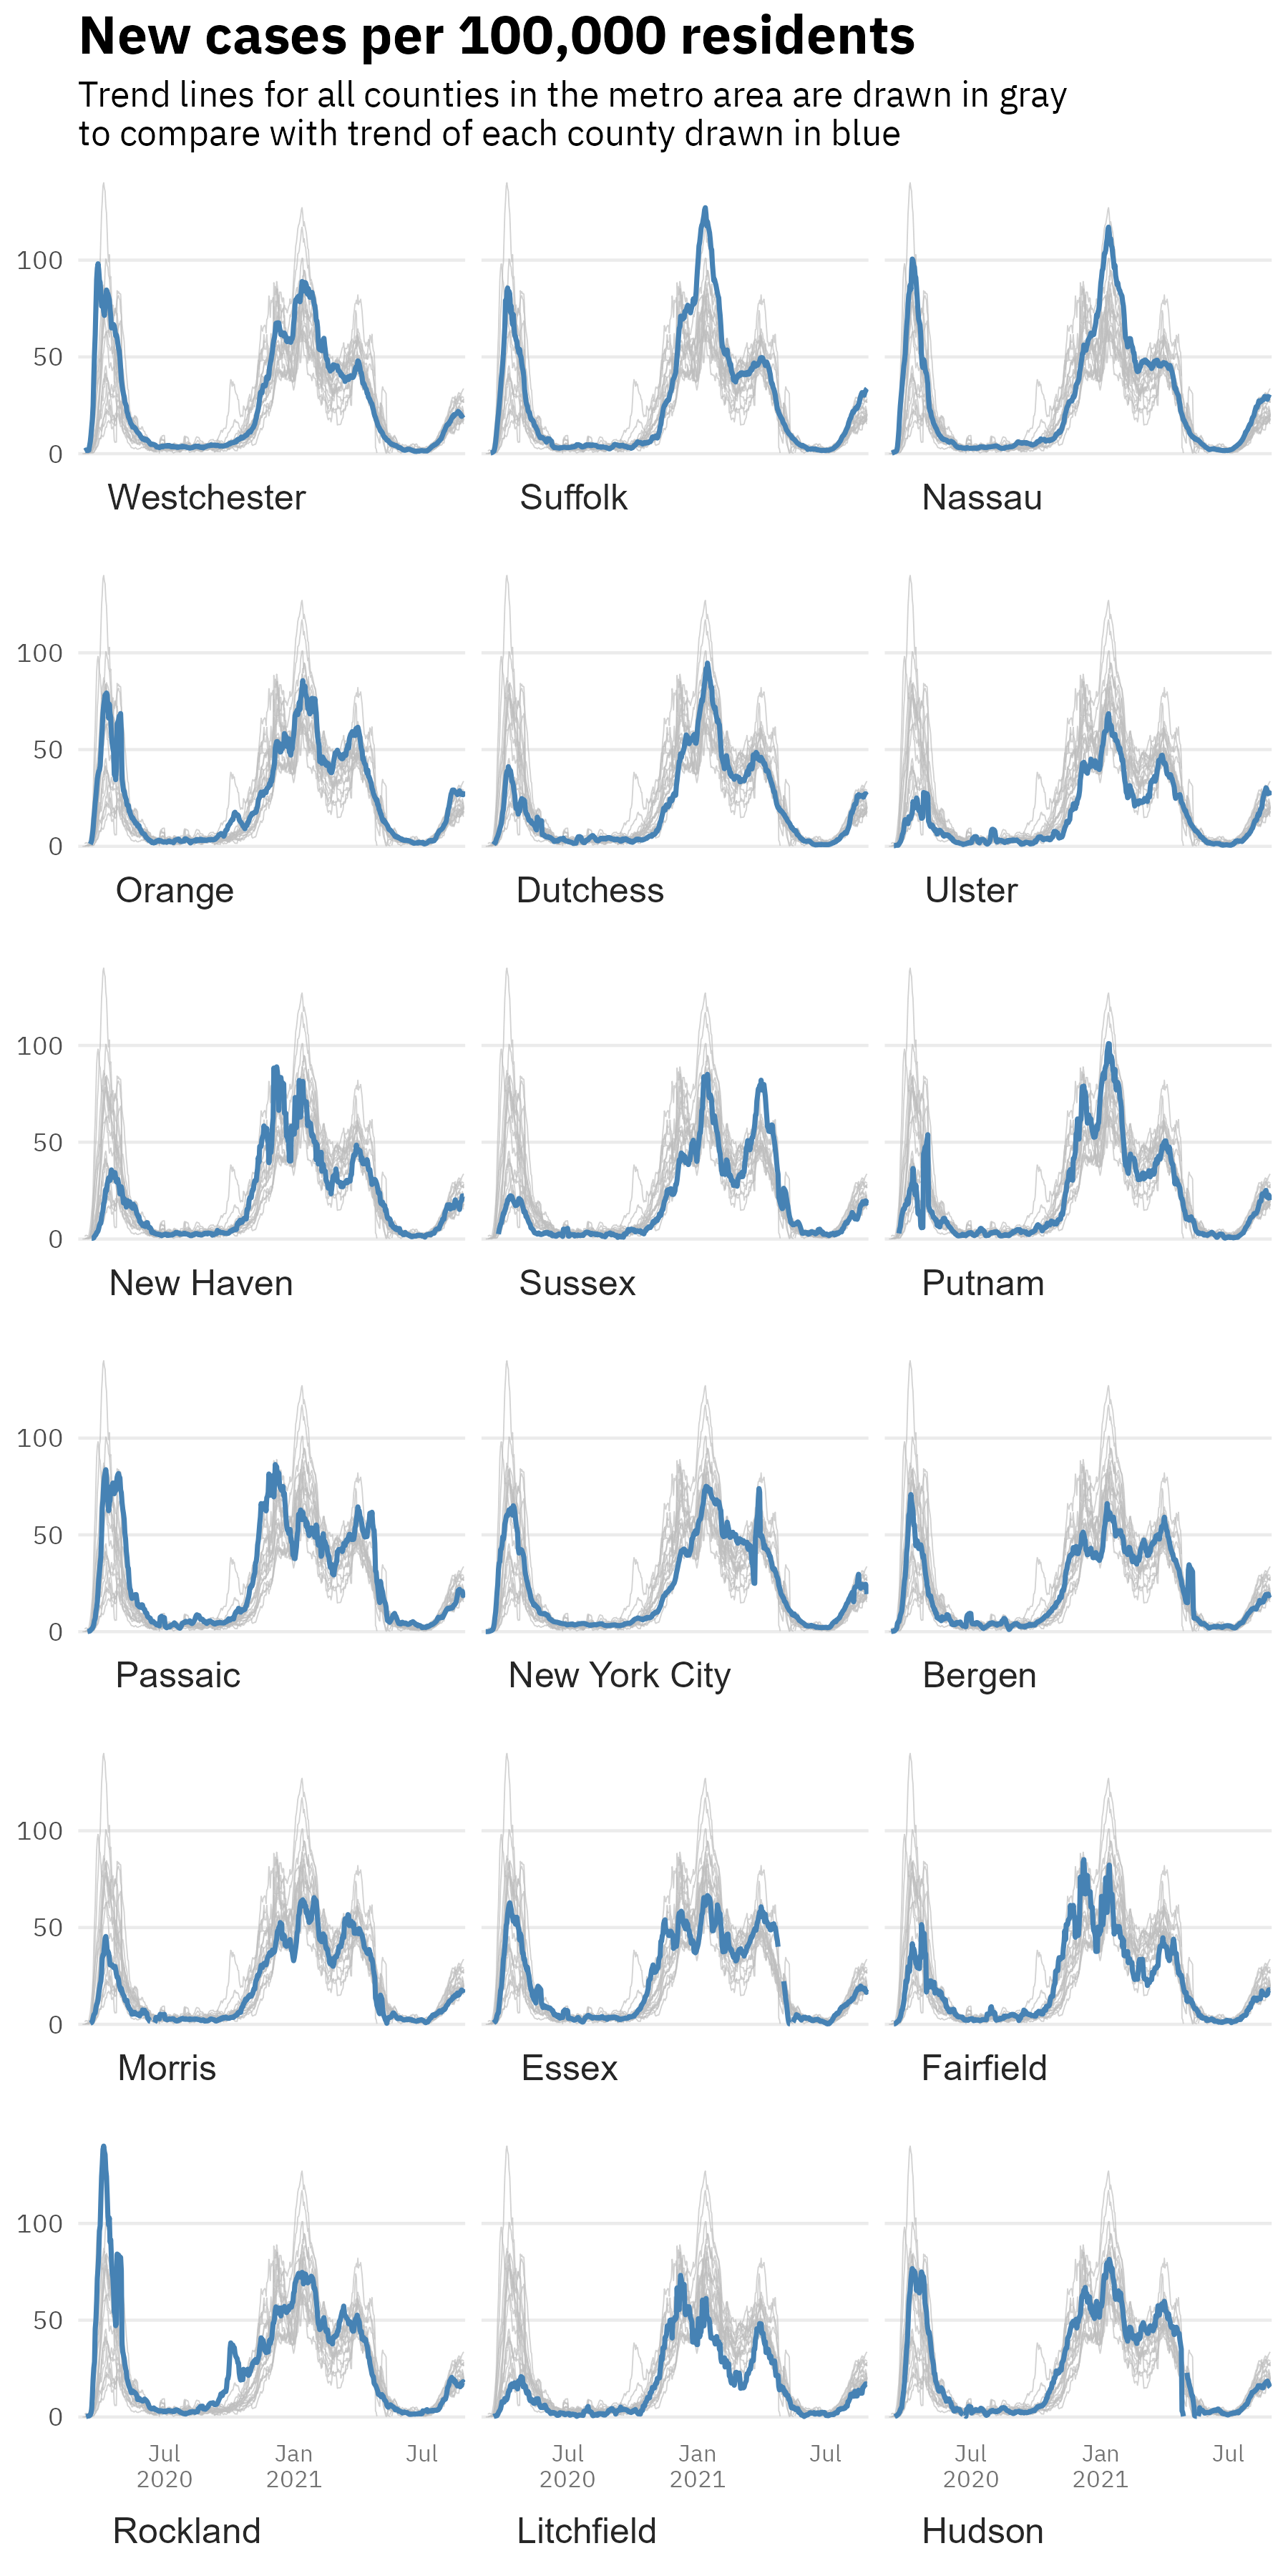 New cases per 100,000 residents
Trend lines for all counties in the metro area are drawn in gray
to compare with trend of each county drawn in blue
100
50
0
Westchester Suffolk Nassau
100
50
0
Orange Dutchess Ulster
100
50
0
New Haven Sussex Putnam
100
50
0
Passaic New York City Bergen
100
50
0
Morris Essex Fairfield
100
50
0
Jul Jan Jul Jul Jan Jul Jul Jan Jul
2020 2021 2020 2021 2020 2021
Rockland Litchfield Hudson